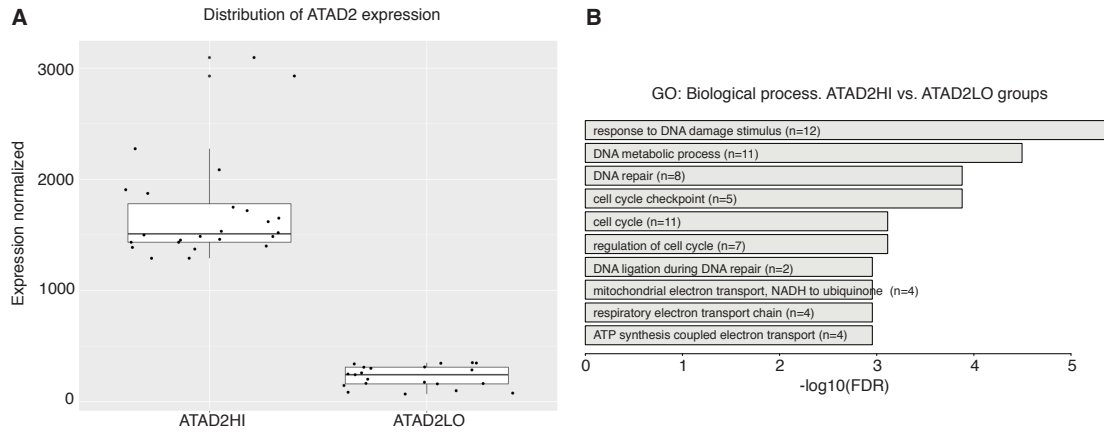 A
Distribution of ATAD2 expression
Expression normalized
3000
2000
1000
0
ATAD2HI
ATAD2LO
B
GO: Biological process. ATAD2HI vs. ATAD2LO groups
response to DNA damage stimulus (n=12)
DNA metabolic process (n=11)
DNA repair (n=8)
cell cycle checkpoint (n=5)
cell cycle (n=11)
regulation of cell cycle (n=7)
DNA ligation during DNA repair (n=2)
mitochondrial electron transport, NADH to ubiquinone (n=4)
respiratory electron transport chain (n=4)
ATP synthesis coupled electron transport (n=4)
0 1 2 3 4 5
-log10(FDR)